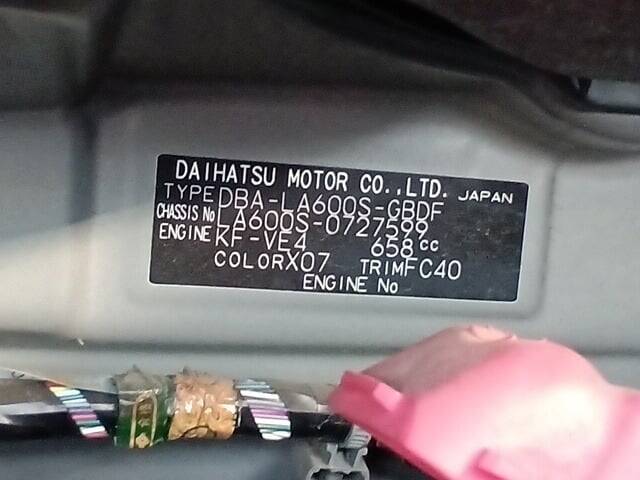 DAIHATSU MOTOR CO.,LTD. JAPAN
TYPE DBA-LA600S-GBDF
CHASSIS No LA600S-0727599
ENGINE KF-VE4 658cc
COLOR X07 TRIM FC40
ENGINE No